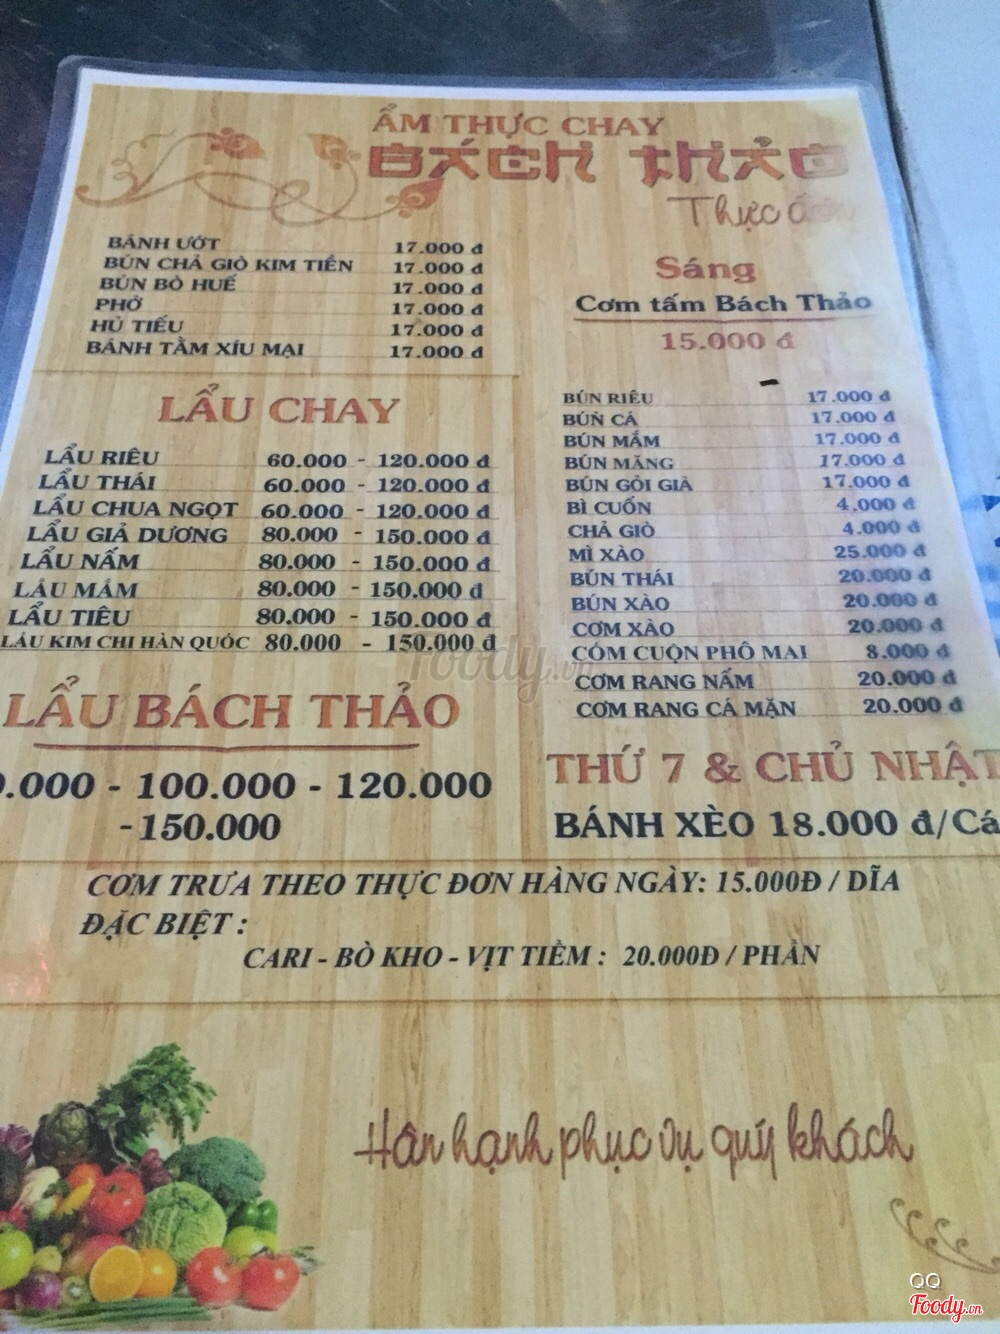 ẨM THỰC CHAY
BÁCH THẢO
Thực đơn
BÁNH ƯỚT 17.000 đ
BÚN CHẢ GIÒ KIM TIỀN 17.000 đ
BÚN BÒ HUẾ 17.000 đ
PHỞ 17.000 đ
HỦ TIẾU 17.000 đ
BÁNH TẰM XÍU MẠI 17.000 đ
LẨU CHAY
LẨU RIÊU 60.000 - 120.000 đ
LẨU THÁI 60.000 - 120.000 đ
LẨU CHUA NGỌT 60.000 - 120.000 đ
LẨU GIẢ DƯƠNG 80.000 - 150.000 đ
LẨU NẤM 80.000 - 150.000 đ
LẨU MẮM 80.000 - 150.000 đ
LẨU TIÊU 80.000 - 150.000 đ
LẨU KIM CHI HÀN QUỐC 80.000 - 150.000 đ
LẨU BÁCH THẢO
.000 - 100.000 - 120.000
-150.000
Sáng
Cơm tấm Bách Thảo
15.000 đ
BÚN RIÊU 17.000 đ
BÚN CÁ 17.000 đ
BÚN MẮM 17.000 đ
BÚN MĂNG 17.000 đ
BÚN GỎI GIÀ 17.000 đ
BÌ CUỐN 4.000 đ
CHẢ GIÒ 4.000 đ
MÌ XÀO 25.000 đ
BÚN THÁI 20.000 đ
BÚN XÀO 20.000 đ
CƠM XÀO 20.000 đ
CÓM CUỘN PHÔ MAI 8.000 đ
CƠM RANG NẤM 20.000 đ
CƠM RANG CÁ MẶN 20.000 đ
THỨ 7 & CHỦ NHẬT
BÁNH XÈO 18.000 đ/Cá
CƠM TRƯA THEO THỰC ĐƠN HÀNG NGÀY: 15.000Đ / DĨA
ĐẶC BIỆT :
CARI - BÒ KHO - VỊT TIỀM : 20.000Đ / PHẦN
Hân hạnh phục vụ quý khách
foody.vn
QQ
Foody.vn